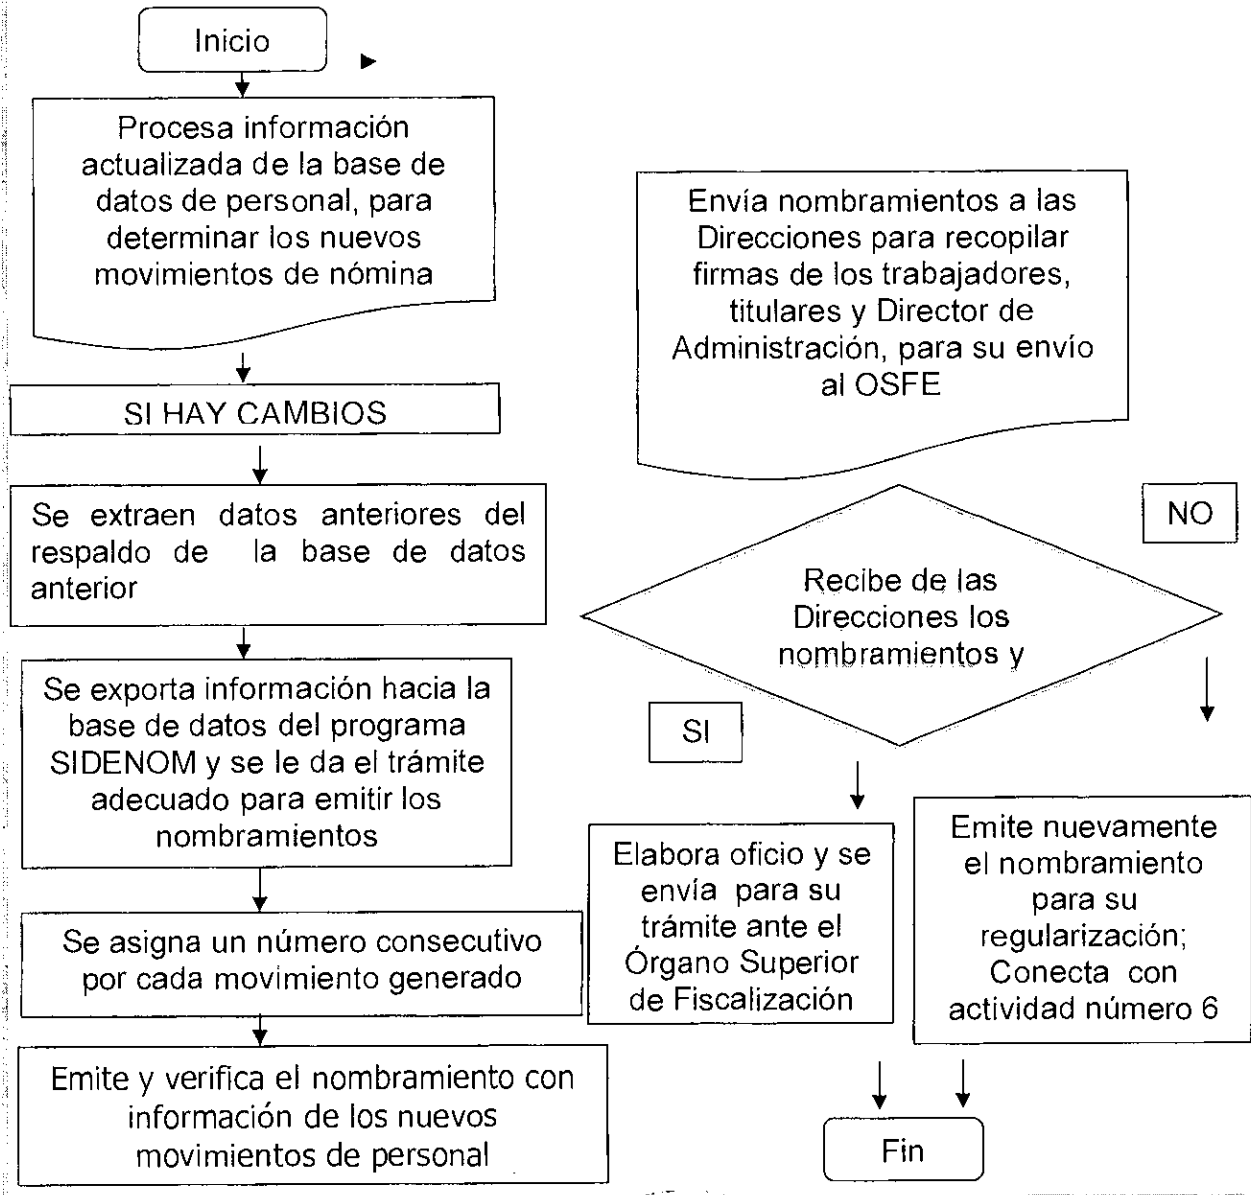 Inicio
Procesa información
actualizada de la base de
datos de personal, para
determinar los nuevos
movimientos de nómina
SI HAY CAMBIOS
Se extraen datos anteriores del
respaldo de la base de datos
anterior
Se exporta información hacia la
base de datos del programa
SIDENOM y se le da el trámite
adecuado para emitir los
nombramientos
Se asigna un número consecutivo
por cada movimiento generado
Emite y verifica el nombramiento con
información de los nuevos
movimientos de personal
Envía nombramientos a las
Direcciones para recopilar
firmas de los trabajadores,
titulares y Director de
Administración, para su envío
al OSFE
NO
Recibe de las
Direcciones los
nombramientos y
SI
Elabora oficio y se
envía para su
trámite ante el
Órgano Superior
de Fiscalización
Emite nuevamente
el nombramiento
para su
regularización;
Conecta con
actividad número 6
Fin